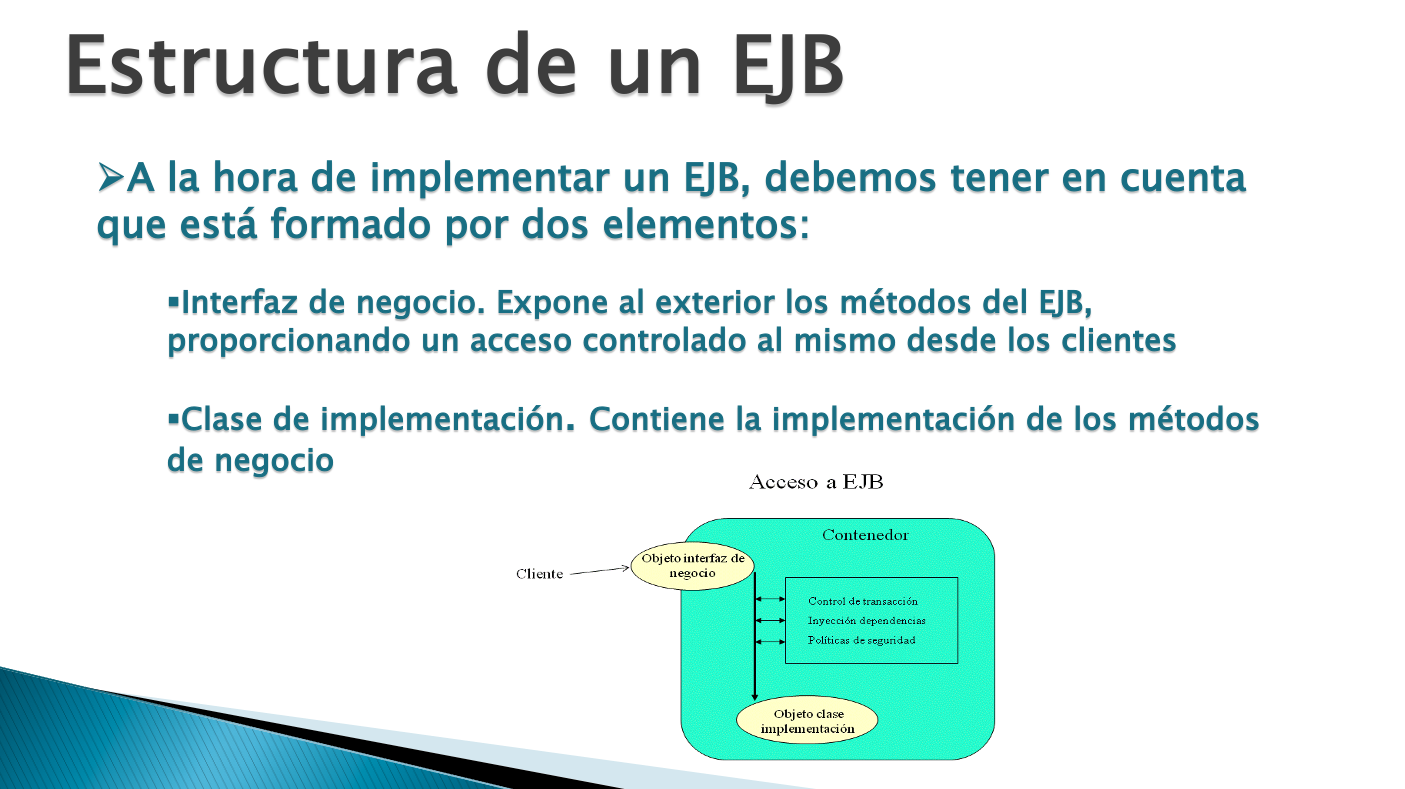 Estructura de un EJB
➢A la hora de implementar un EJB, debemos tener en cuenta
que está formado por dos elementos:
▪Interfaz de negocio. Expone al exterior los métodos del EJB,
proporcionando un acceso controlado al mismo desde los clientes
▪Clase de implementación. Contiene la implementación de los métodos
de negocio
Acceso a EJB
Contenedor
Objeto interfaz de
negocio
Cliente
Control de transacción
Inyección dependencias
Políticas de seguridad
Objeto clase
implementación